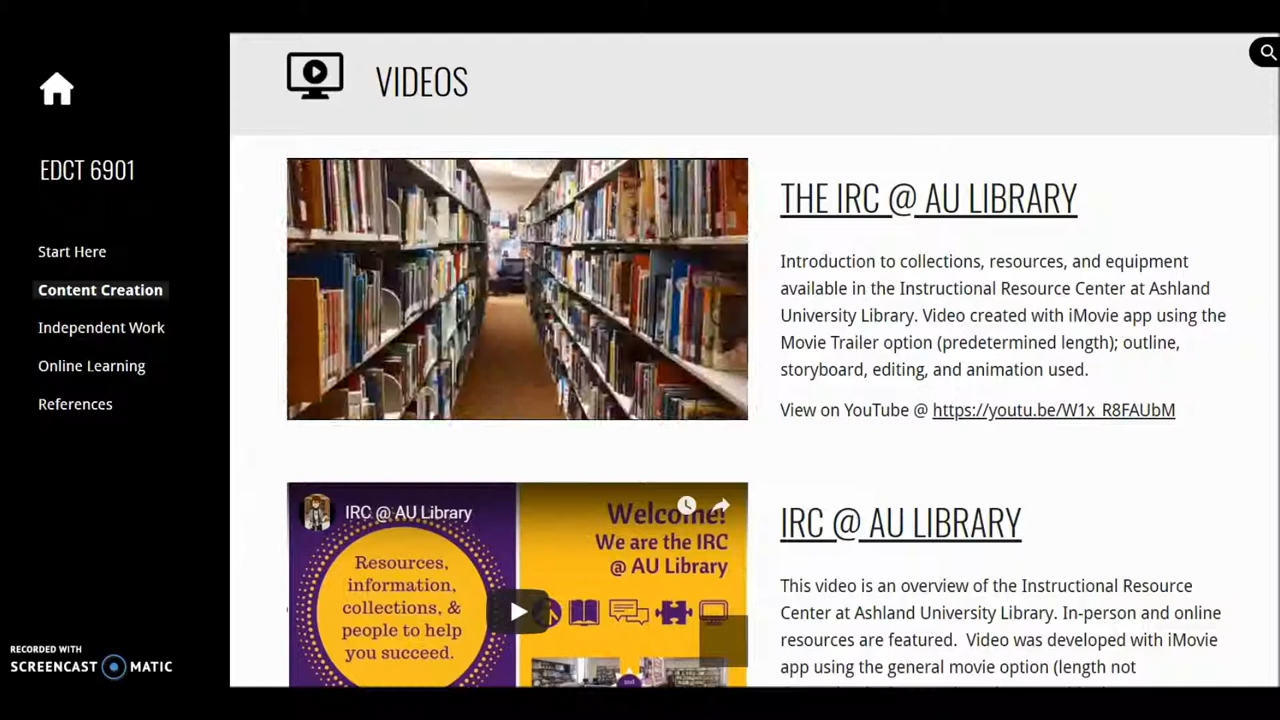 VIDEOS
EDCT 6901
Start Here
Content Creation
Independent Work
Online Learning
References
THE IRC @ AU LIBRARY
Introduction to collections, resources, and equipment
available in the Instructional Resource Center at Ashland
University Library. Video created with iMovie app using the
Movie Trailer option (predetermined length); outline,
storyboard, editing, and animation used.
View on YouTube @ https://youtu.be/W1x_R8FAUbM
IRC @ AU Library
Resources,
information,
collections, &
people to help
you succeed.
Welcome!
We are the IRC
@ AU Library
IRC @ AU LIBRARY
This video is an overview of the Instructional Resource
Center at Ashland University Library. In-person and online
resources are featured.  Video was developed with iMovie
app using the general movie option (length not
RECORDED WITH
SCREENCAST MATIC